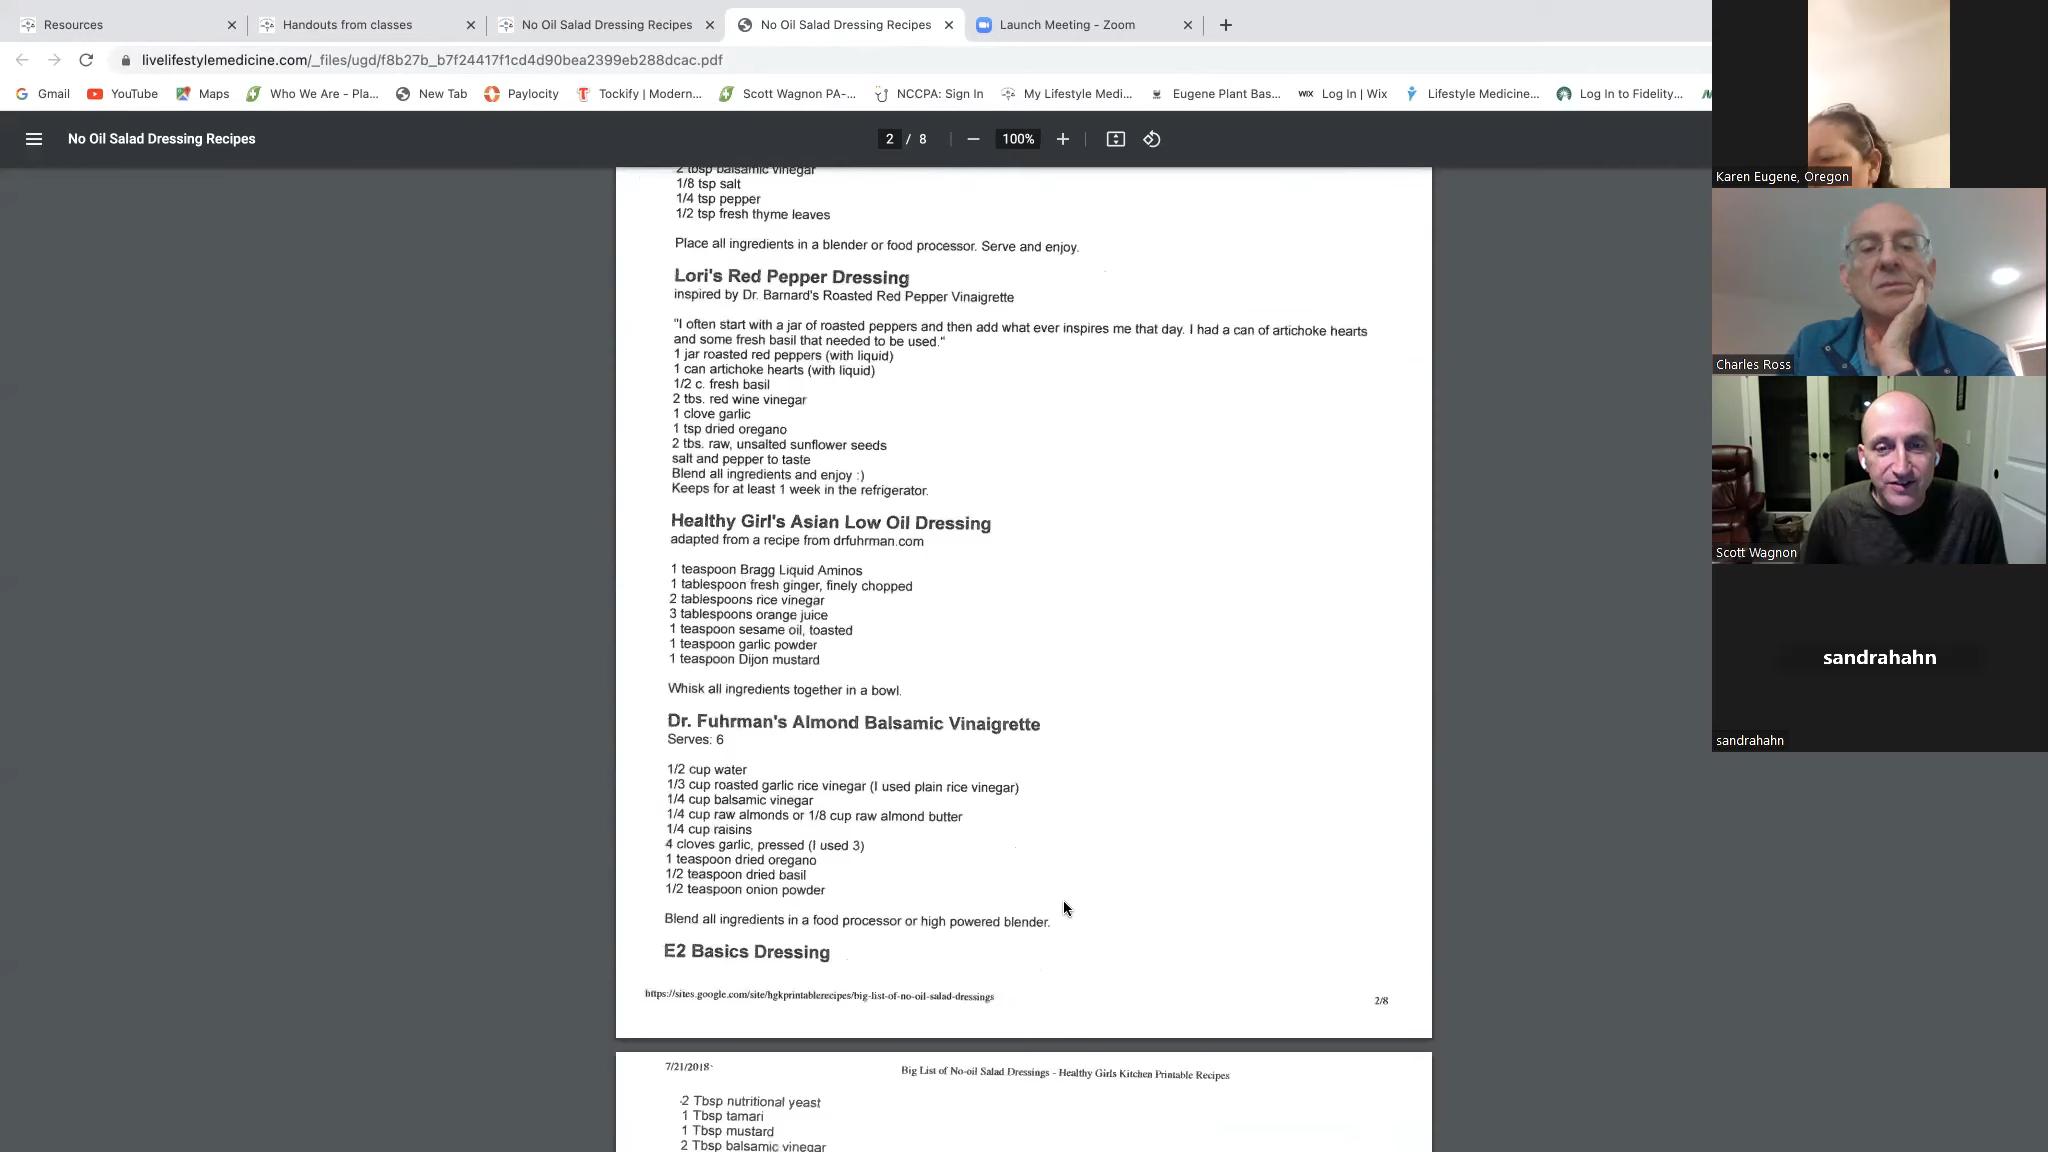 Resources
Handouts from classes
No Oil Salad Dressing Recipes
No Oil Salad Dressing Recipes
Launch Meeting - Zoom
livelifestylemedicine.com/_files/ugd/f8b27b_b7f24417f1cd4d90bea2399eb288dcac.pdf
Gmail
YouTube
Maps
Who We Are - Pla...
New Tab
Paylocity
Tockify | Modern...
Scott Wagnon PA-...
NCCPA: Sign In
My Lifestyle Medi...
Eugene Plant Bas...
WIX Log In | Wix
Lifestyle Medicine...
Log In to Fidelity...
No Oil Salad Dressing Recipes
2 / 8
100%
2 tbsp balsamic vinegar
1/8 tsp salt
1/4 tsp pepper
1/2 tsp fresh thyme leaves
Place all ingredients in a blender or food processor. Serve and enjoy.
Lori's Red Pepper Dressing
inspired by Dr. Barnard's Roasted Red Pepper Vinaigrette
"I often start with a jar of roasted peppers and then add what ever inspires me that day. I had a can of artichoke hearts
and some fresh basil that needed to be used."
1 jar roasted red peppers (with liquid)
1 can artichoke hearts (with liquid)
1/2 c. fresh basil
2 tbs. red wine vinegar
1 clove garlic
1 tsp dried oregano
2 tbs. raw, unsalted sunflower seeds
salt and pepper to taste
Blend all ingredients and enjoy :)
Keeps for at least 1 week in the refrigerator.
Healthy Girl's Asian Low Oil Dressing
adapted from a recipe from drfuhrman.com
1 teaspoon Bragg Liquid Aminos
1 tablespoon fresh ginger, finely chopped
2 tablespoons rice vinegar
3 tablespoons orange juice
1 teaspoon sesame oil, toasted
1 teaspoon garlic powder
1 teaspoon Dijon mustard
Whisk all ingredients together in a bowl.
Dr. Fuhrman's Almond Balsamic Vinaigrette
Serves: 6
1/2 cup water
1/3 cup roasted garlic rice vinegar (I used plain rice vinegar)
1/4 cup balsamic vinegar
1/4 cup raw almonds or 1/8 cup raw almond butter
1/4 cup raisins
4 cloves garlic, pressed (I used 3)
1 teaspoon dried oregano
1/2 teaspoon dried basil
1/2 teaspoon onion powder
Blend all ingredients in a food processor or high powered blender.
E2 Basics Dressing
https://sites.google.com/site/hgkprintablerecipes/big-list-of-no-oil-salad-dressings
2/8
7/21/2018
Big List of No-oil Salad Dressings - Healthy Girls Kitchen Printable Recipes
2 Tbsp nutritional yeast
1 Tbsp tamari
1 Tbsp mustard
2 Tbsp balsamic vinegar
Karen Eugene, Oregon
Charles Ross
Scott Wagnon
sandrahahn
sandrahahn